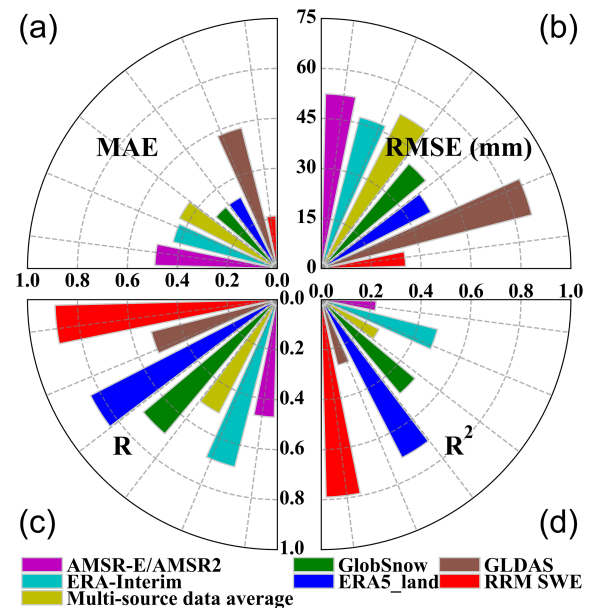 (a)
(b)
75
60
45
30
15
0
MAE
RMSE (mm)
1.0 0.8 0.6 0.4 0.2 0.0
0.0 0.2 0.4 0.6 0.8 1.0
0.0
0.2
0.4
0.6
0.8
1.0
R
R²
(c)
(d)
AMSR-E/AMSR2
ERA-Interim
Multi-source data average
GlobSnow
ERA5_land
GLDAS
RRM SWE